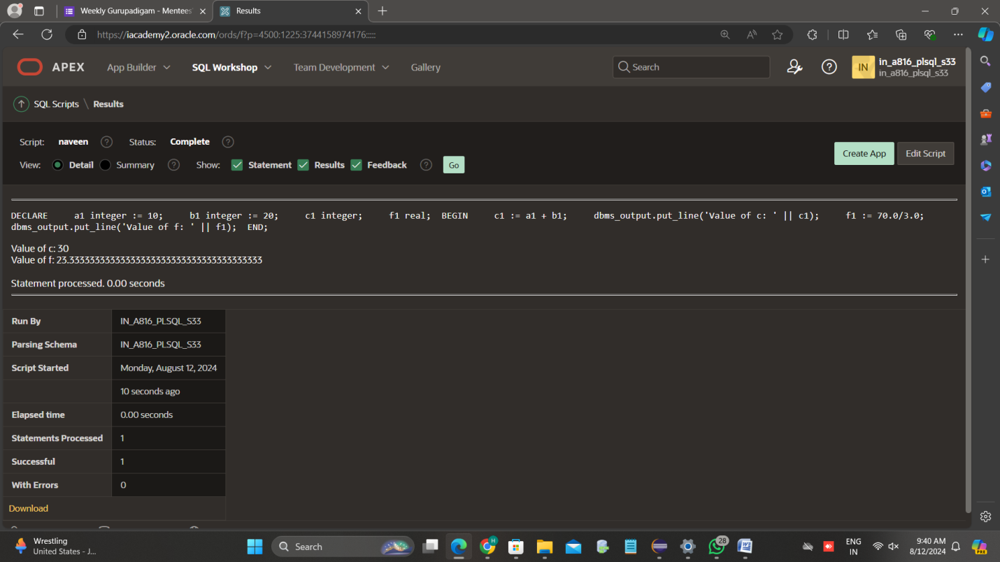 Weekly Gurupadigam - Mentees
Results
https://iacademy2.oracle.com/ords/f?p=4500:1225:3744158974176:::::
APEX
App Builder
SQL Workshop
Team Development
Gallery
Search
IN
in_a816_plsql_s33
in_a816_plsql_s33
SQL Scripts \ Results
Script: naveen ? Status: Complete ?
View: Detail Summary ? Show: Statement Results Feedback ? Go
Create App
Edit Script
DECLARE     a1 integer := 10;     b1 integer := 20;     c1 integer;     f1 real;  BEGIN     c1 := a1 + b1;     dbms_output.put_line('Value of c: ' || c1);     f1 := 70.0/3.0;
dbms_output.put_line('Value of f: ' || f1);  END;
Value of c: 30
Value of f: 23.33333333333333333333333333333333333333
Statement processed. 0.00 seconds
Run By IN_A816_PLSQL_S33
Parsing Schema IN_A816_PLSQL_S33
Script Started Monday, August 12, 2024
10 seconds ago
Elapsed time 0.00 seconds
Statements Processed 1
Successful 1
With Errors 0
Download
Wrestling
United States - J...
Search
H
28
ENG
IN
9:40 AM
8/12/2024
PRE